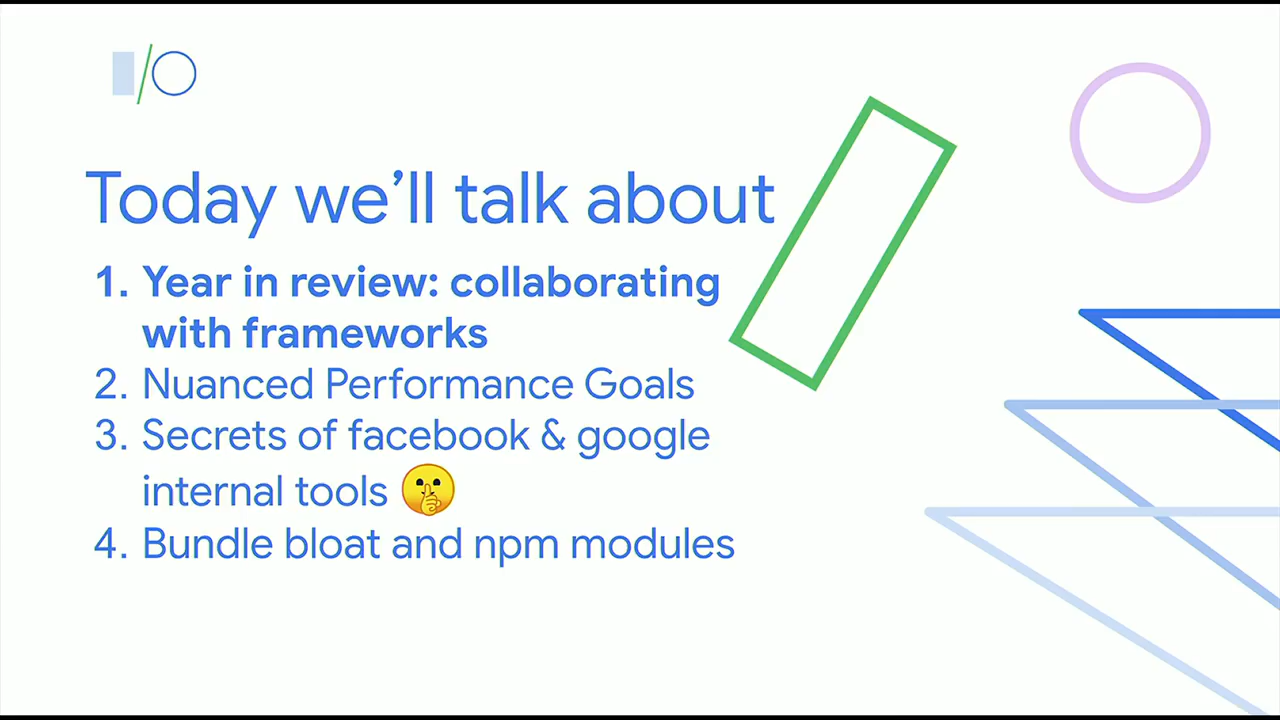 I/O
Today we’ll talk about
1. Year in review: collaborating
with frameworks
2. Nuanced Performance Goals
3. Secrets of facebook & google
internal tools 🤫
4. Bundle bloat and npm modules